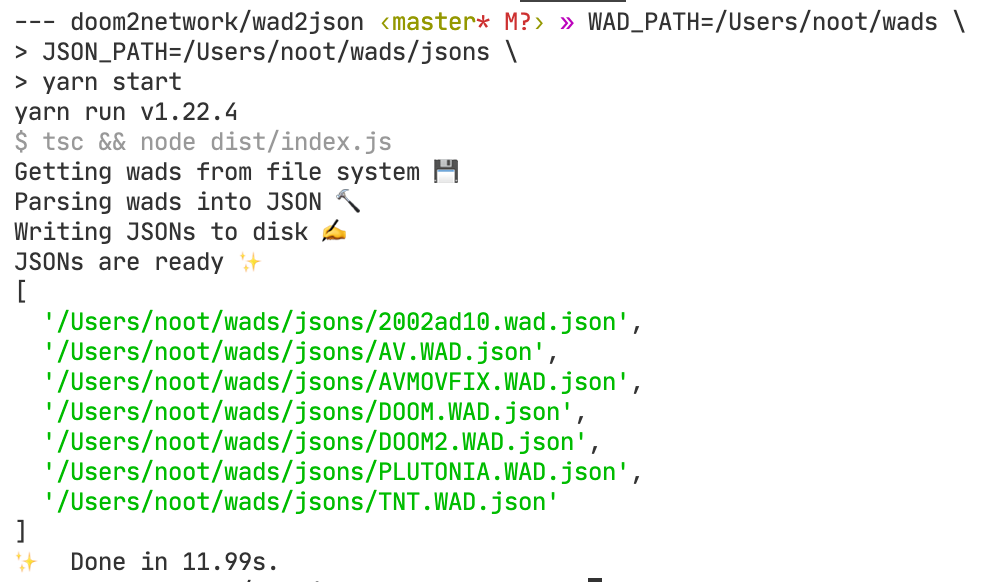 --- doom2network/wad2json ‹master* M?› » WAD_PATH=/Users/noot/wads \
> JSON_PATH=/Users/noot/wads/jsons \
> yarn start
yarn run v1.22.4
$ tsc && node dist/index.js
Getting wads from file system 💾
Parsing wads into JSON 🔨
Writing JSONs to disk ✍️
JSONs are ready ✨
[
  '/Users/noot/wads/jsons/2002ad10.wad.json',
  '/Users/noot/wads/jsons/AV.WAD.json',
  '/Users/noot/wads/jsons/AVMOVFIX.WAD.json',
  '/Users/noot/wads/jsons/DOOM.WAD.json',
  '/Users/noot/wads/jsons/DOOM2.WAD.json',
  '/Users/noot/wads/jsons/PLUTONIA.WAD.json',
  '/Users/noot/wads/jsons/TNT.WAD.json'
]
✨  Done in 11.99s.